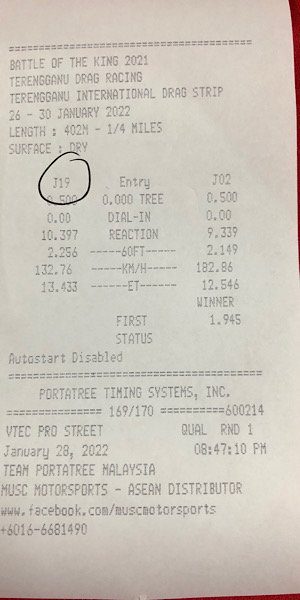 ================================
BATTLE OF THE KING 2021
TERENGGANU DRAG RACING
TERENGGANU INTERNATIONAL DRAG STRIP
26 - 30 JANUARY 2022
LENGTH : 402M - 1/4 MILES
SURFACE : DRY
J19 Entry J02
0.500 0.000 TREE 0.500
0.00 DIAL-IN 0.00
10.397 REACTION 9.339
2.256 -----60FT----- 2.149
132.76 -----KM/H----- 182.86
13.433 ------ET------ 12.546
WINNER
FIRST 1.945
STATUS
Autostart Disabled
================================
PORTATREE TIMING SYSTEMS, INC.
============== 169/170 ==========600214
VTEC PRO STREET QUAL RND 1
January 28, 2022 08:47:10 PM
TEAM PORTATREE MALAYSIA
MUSC MOTORSPORTS - ASEAN DISTRIBUTOR
www.facebook.com/muscmotorsports
+6016-6681490